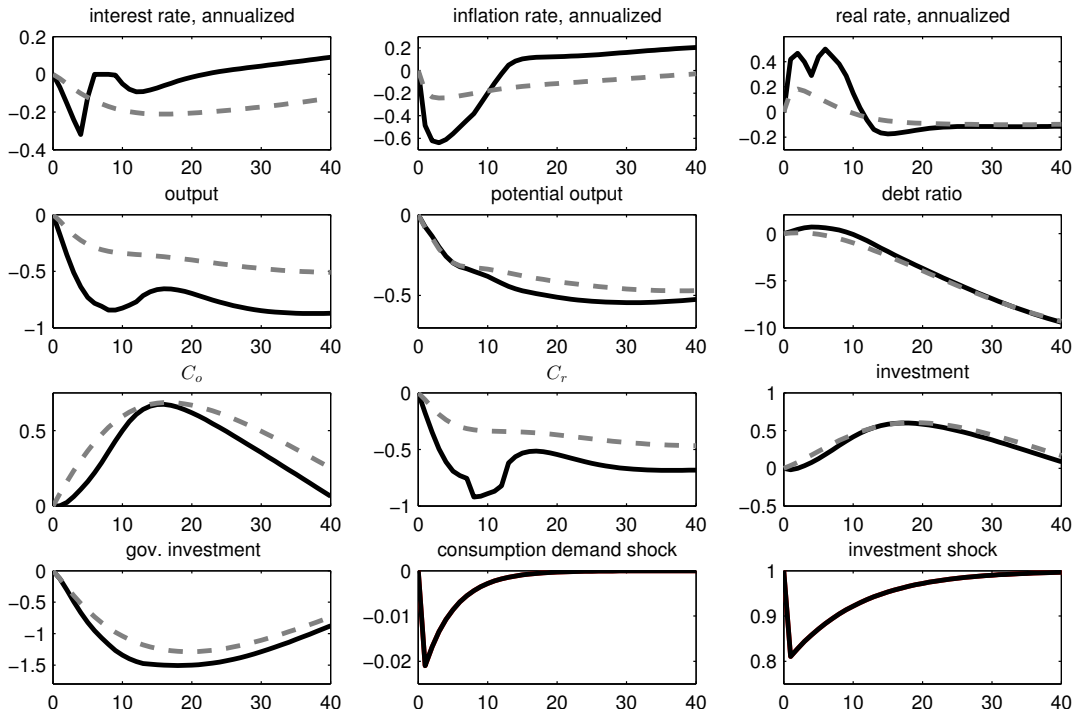 interest rate, annualized
0.2
0
−0.2
−0.4
0 10 20 30 40
inflation rate, annualized
0.2
0
−0.2
−0.4
−0.6
0 10 20 30 40
real rate, annualized
0.4
0.2
0
−0.2
0 10 20 30 40
output
0
−0.5
−1
0 10 20 30 40
potential output
0
−0.5
0 10 20 30 40
debt ratio
0
−5
−10
0 10 20 30 40
C_o
0.5
0
0 10 20 30 40
C_r
0
−0.5
−1
0 10 20 30 40
investment
1
0.5
0
−0.5
0 10 20 30 40
gov. investment
0
−0.5
−1
−1.5
0 10 20 30 40
consumption demand shock
0
−0.01
−0.02
0 10 20 30 40
investment shock
1
0.9
0.8
0 10 20 30 40